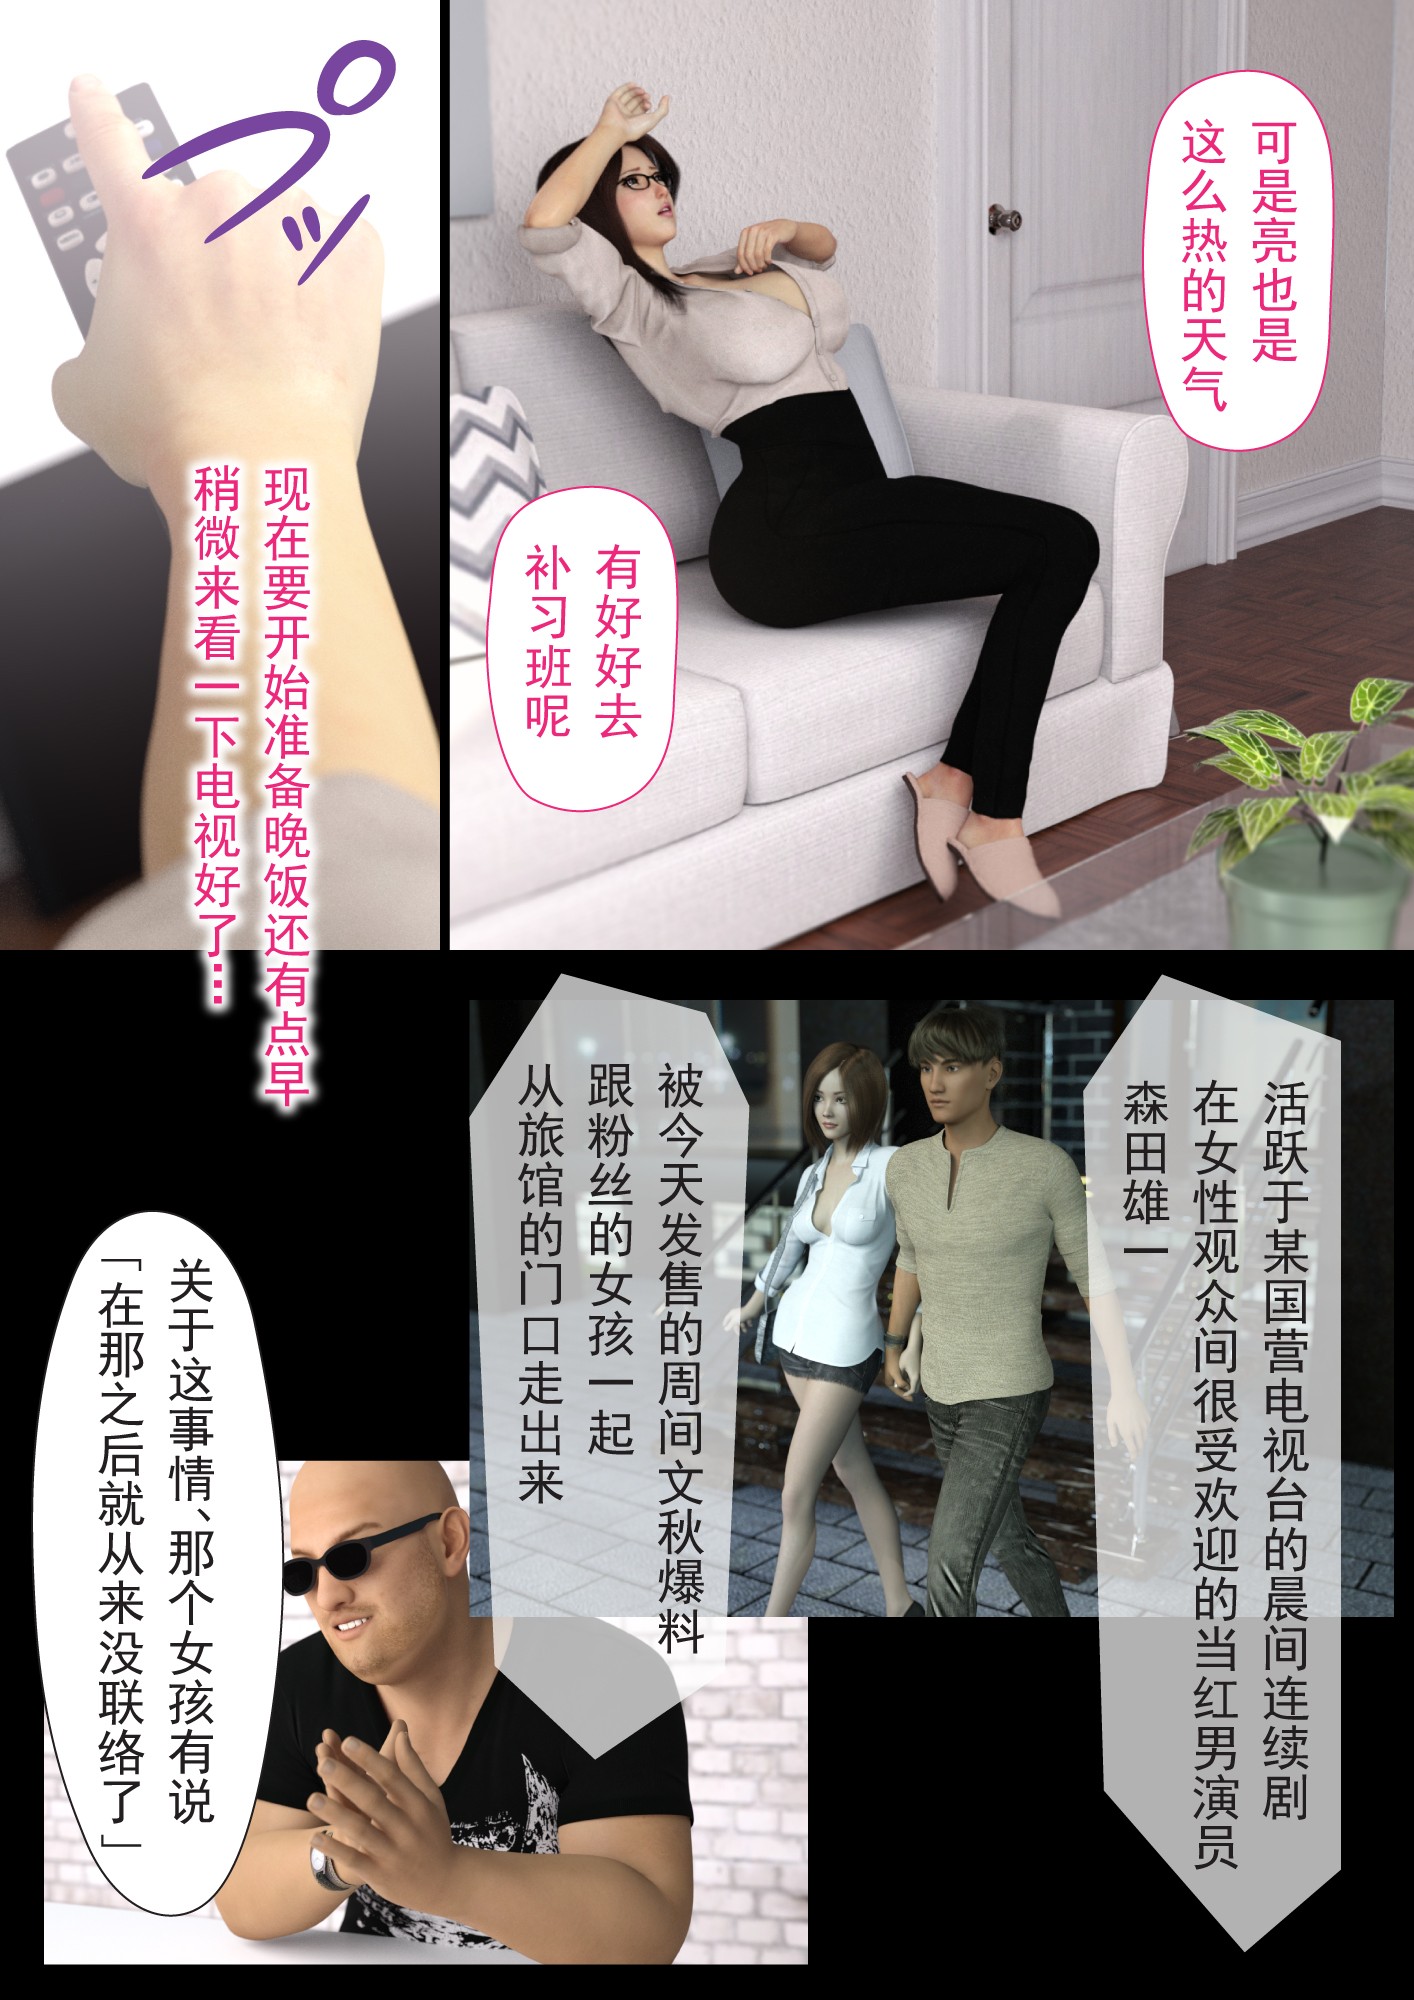 可是亮也是
这么热的天气
有好好去
补习班呢
プッ
现在要开始准备晚饭还有点早
稍微来看一下电视好了…
活跃于某国营电视台的晨间连续剧
在女性观众间很受欢迎的当红男演员
森田雄一
被今天发售的周间文秋爆料
跟粉丝的女孩一起
从旅馆的门口走出来
关于这事情、那个女孩有说
「在那之后就从来没联络了」